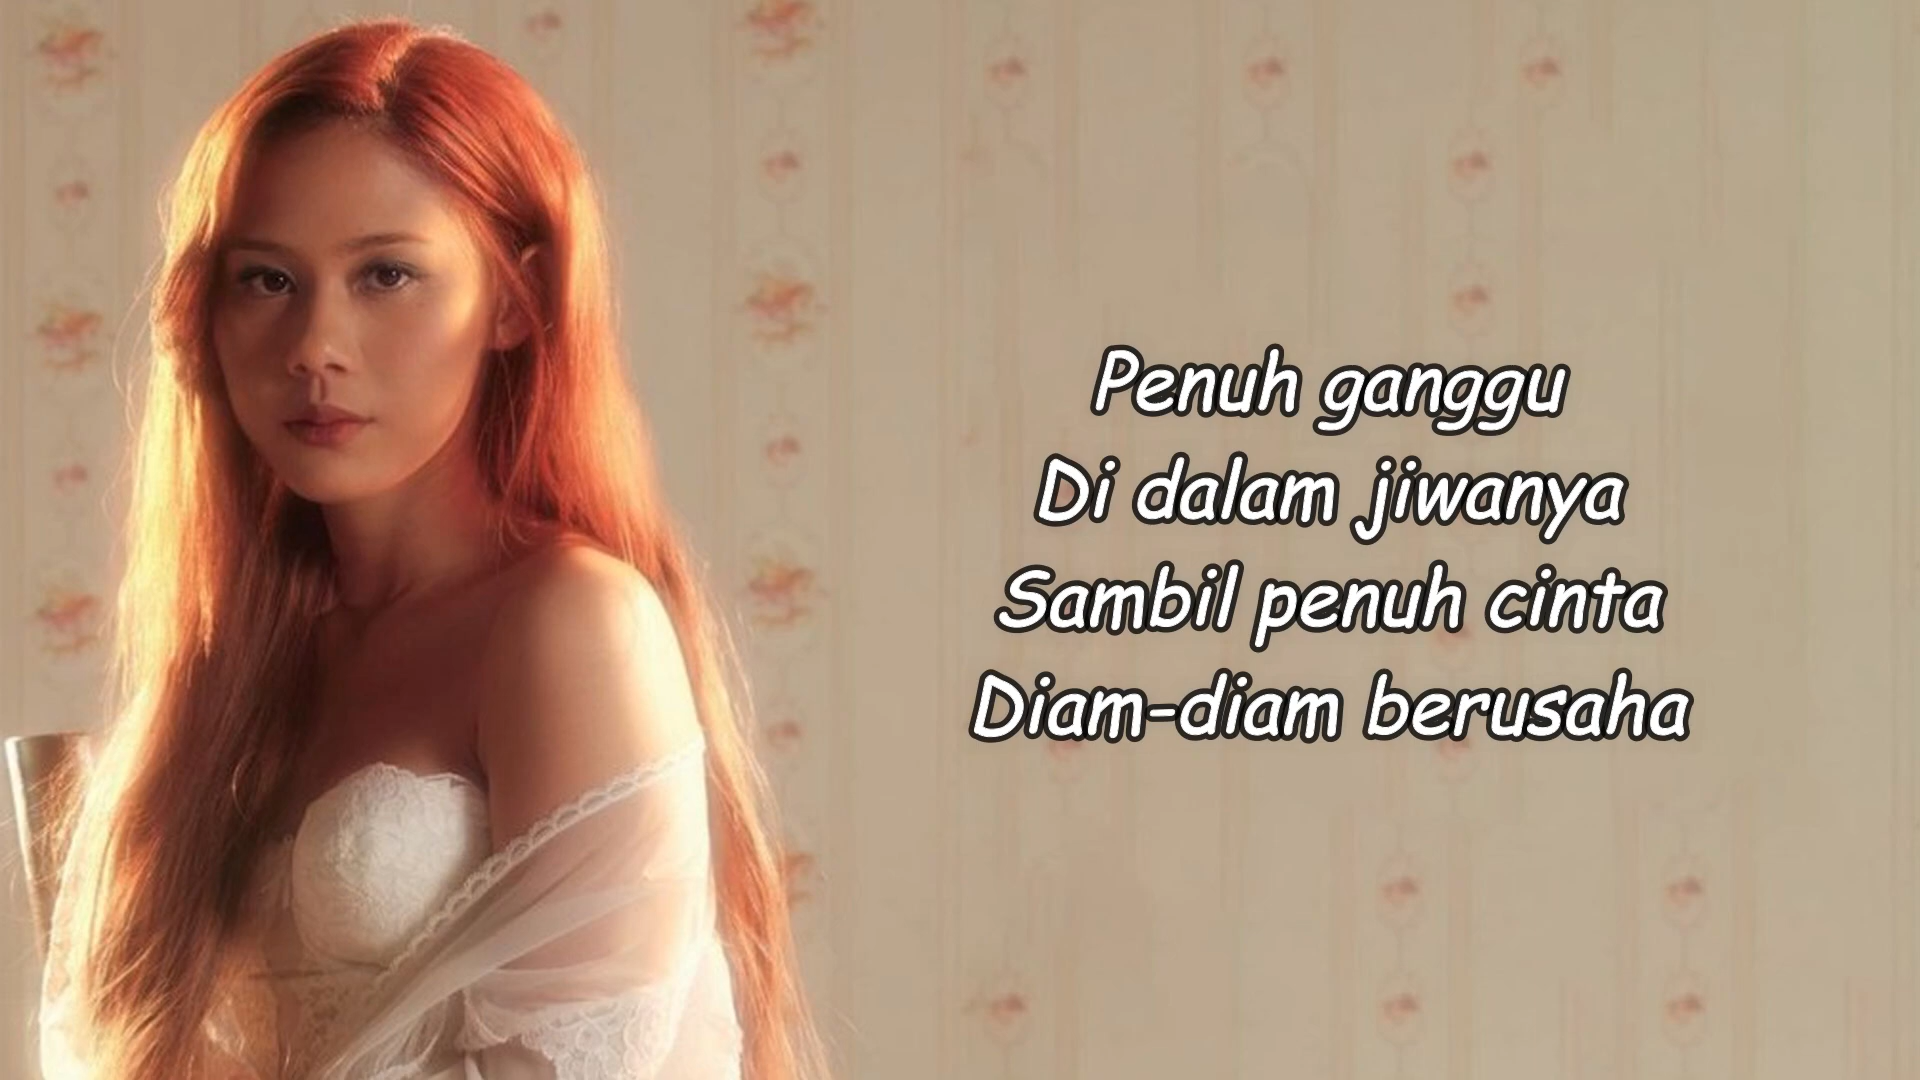 Penuh ganggu
Di dalam jiwanya
Sambil penuh cinta
Diam-diam berusaha